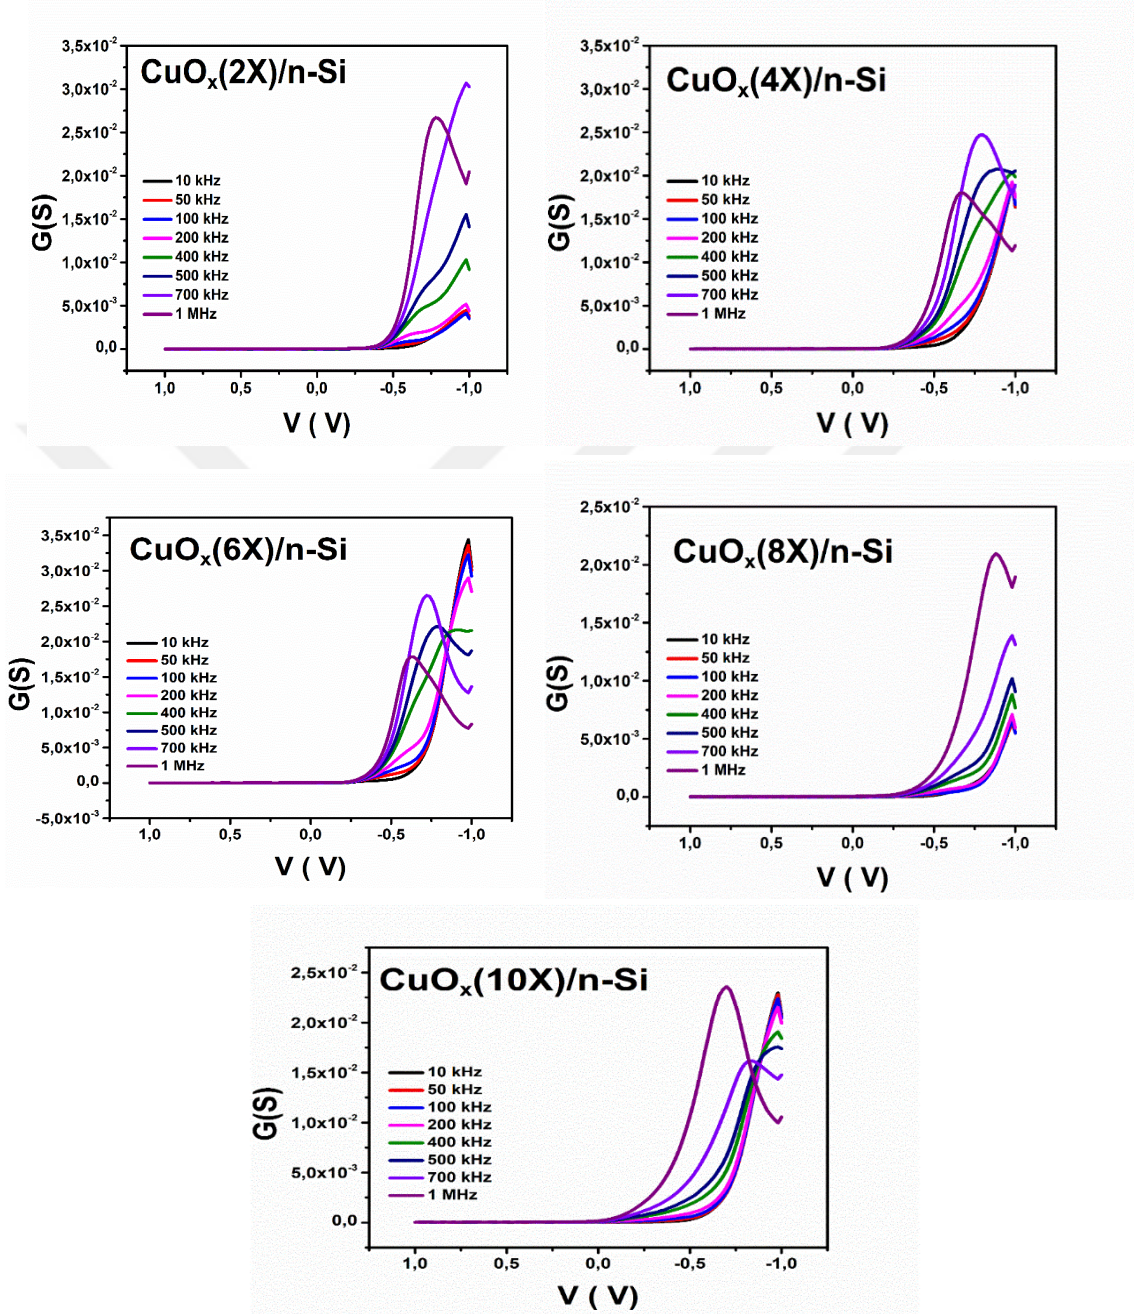 CuOx(2X)/n-Si
3,5x10-2
3,0x10-2
2,5x10-2
2,0x10-2
1,5x10-2
1,0x10-2
5,0x10-3
0,0
G(S)
10 kHz
50 kHz
100 kHz
200 kHz
400 kHz
500 kHz
700 kHz
1 MHz
1,0 0,5 0,0 -0,5 -1,0
V ( V)
CuOx(4X)/n-Si
3,5x10-2
3,0x10-2
2,5x10-2
2,0x10-2
1,5x10-2
1,0x10-2
5,0x10-3
0,0
G(S)
10 kHz
50 kHz
100 kHz
200 kHz
400 kHz
500 kHz
700 kHz
1 MHz
1,0 0,5 0,0 -0,5 -1,0
V ( V)
CuOx(6X)/n-Si
3,5x10-2
3,0x10-2
2,5x10-2
2,0x10-2
1,5x10-2
1,0x10-2
5,0x10-3
0,0
-5,0x10-3
G(S)
10 kHz
50 kHz
100 kHz
200 kHz
400 kHz
500 kHz
700 kHz
1 MHz
1,0 0,5 0,0 -0,5 -1,0
V ( V)
CuOx(8X)/n-Si
2,5x10-2
2,0x10-2
1,5x10-2
1,0x10-2
5,0x10-3
0,0
G(S)
10 kHz
50 kHz
100 kHz
200 kHz
400 kHz
500 kHz
700 kHz
1 MHz
1,0 0,5 0,0 -0,5 -1,0
V ( V)
CuOx(10X)/n-Si
2,5x10-2
2,0x10-2
1,5x10-2
1,0x10-2
5,0x10-3
0,0
G(S)
10 kHz
50 kHz
100 kHz
200 kHz
400 kHz
500 kHz
700 kHz
1 MHz
1,0 0,5 0,0 -0,5 -1,0
V ( V)